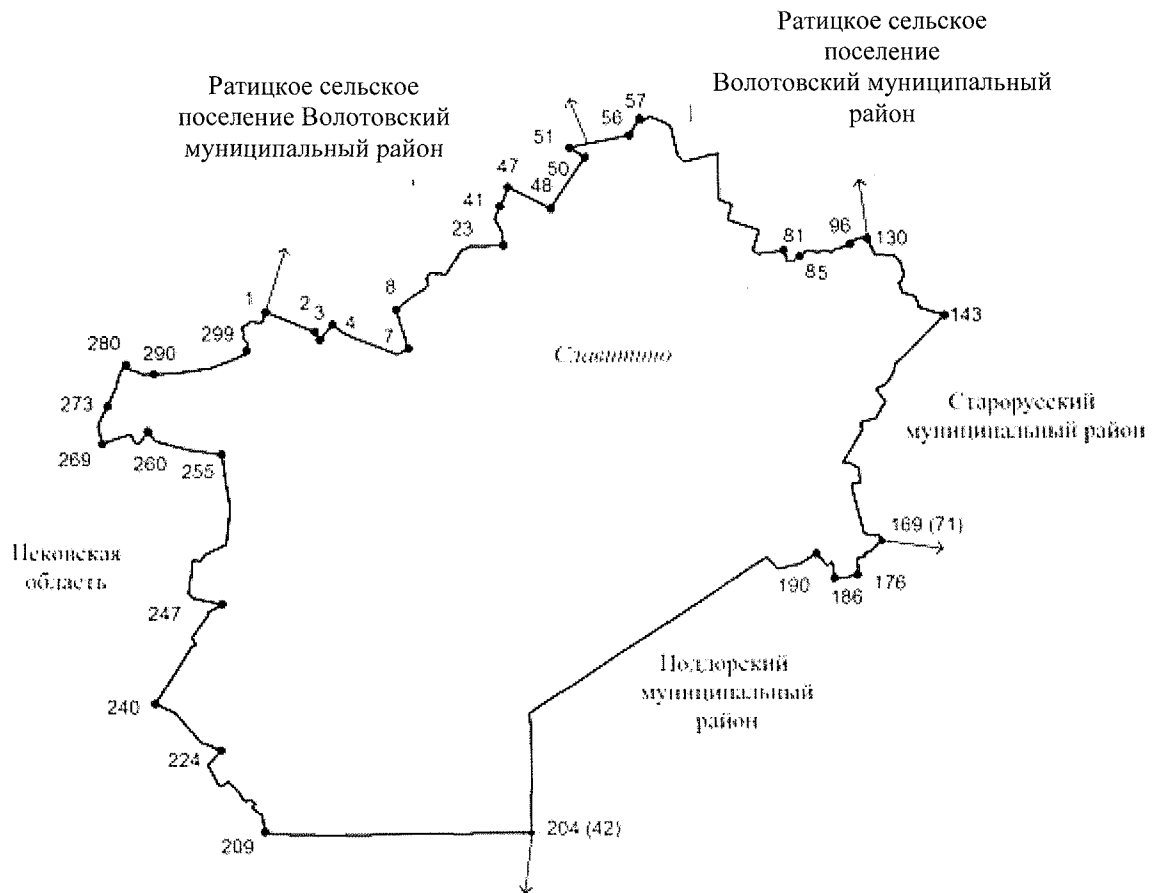 Ратицкое сельское
поселение
Волотовский муниципальный
район
Ратицкое сельское
поселение Волотовский
муниципальный район
57
56
51
50
47
48
41
23
96
130
81
85
8
1
2
3
4
7
143
299
280
290
Славитино
273
Старорусский
муниципальный район
269
260
255
169 (71)
Псковская
область
190
186
176
247
Поддорский
муниципальный
район
240
224
209
204 (42)